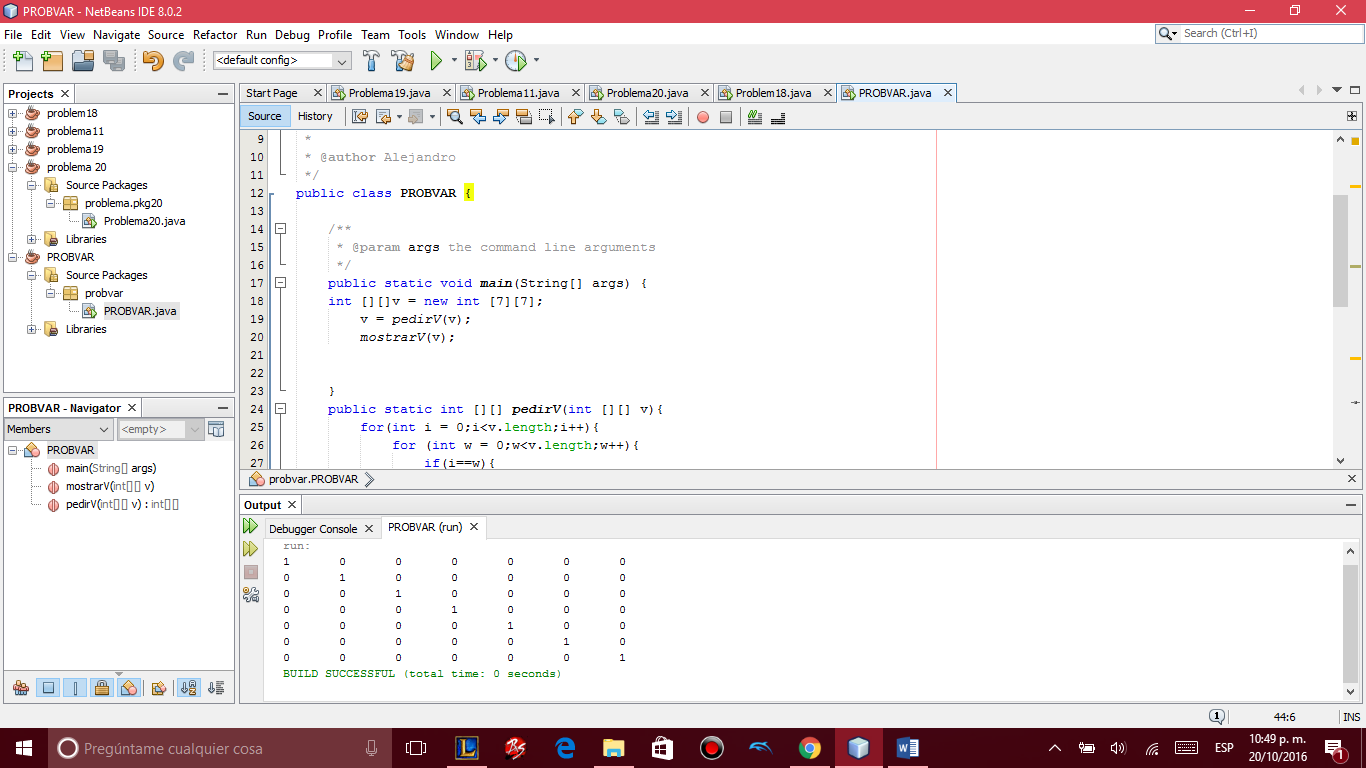 PROBVAR - NetBeans IDE 8.0.2
File Edit View Navigate Source Refactor Run Debug Profile Team Tools Window Help
Search (Ctrl+I)
<default config>
Projects
problem18
problema11
problema19
problema 20
Source Packages
problema.pkg20
Problema20.java
Libraries
PROBVAR
Source Packages
probvar
PROBVAR.java
Libraries
PROBVAR - Navigator
Members
<empty>
PROBVAR
main(String[] args)
mostrarV(int[][] v)
pedirV(int[][] v) : int[][]
Start Page Problema19.java Problema11.java Problema20.java Problem18.java PROBVAR.java
Source History
9 *
10 * @author Alejandro
11 */
12 public class PROBVAR {
13
14 /**
15 * @param args the command line arguments
16 */
17 public static void main(String[] args) {
18 int [][]v = new int [7][7];
19 v = pedirV(v);
20 mostrarV(v);
21
22
23 }
24 public static int [][] pedirV(int [][] v){
25 for(int i = 0;i<v.length;i++){
26 for (int w = 0;w<v.length;w++){
27 if(i==w){
probvar.PROBVAR
Output
Debugger Console PROBVAR (run)
run:
1 0 0 0 0 0 0
0 1 0 0 0 0 0
0 0 1 0 0 0 0
0 0 0 1 0 0 0
0 0 0 0 1 0 0
0 0 0 0 0 1 0
0 0 0 0 0 0 1
BUILD SUCCESSFUL (total time: 0 seconds)
1 44:6 INS
Pregúntame cualquier cosa
ESP
10:49 p. m.
20/10/2016
1